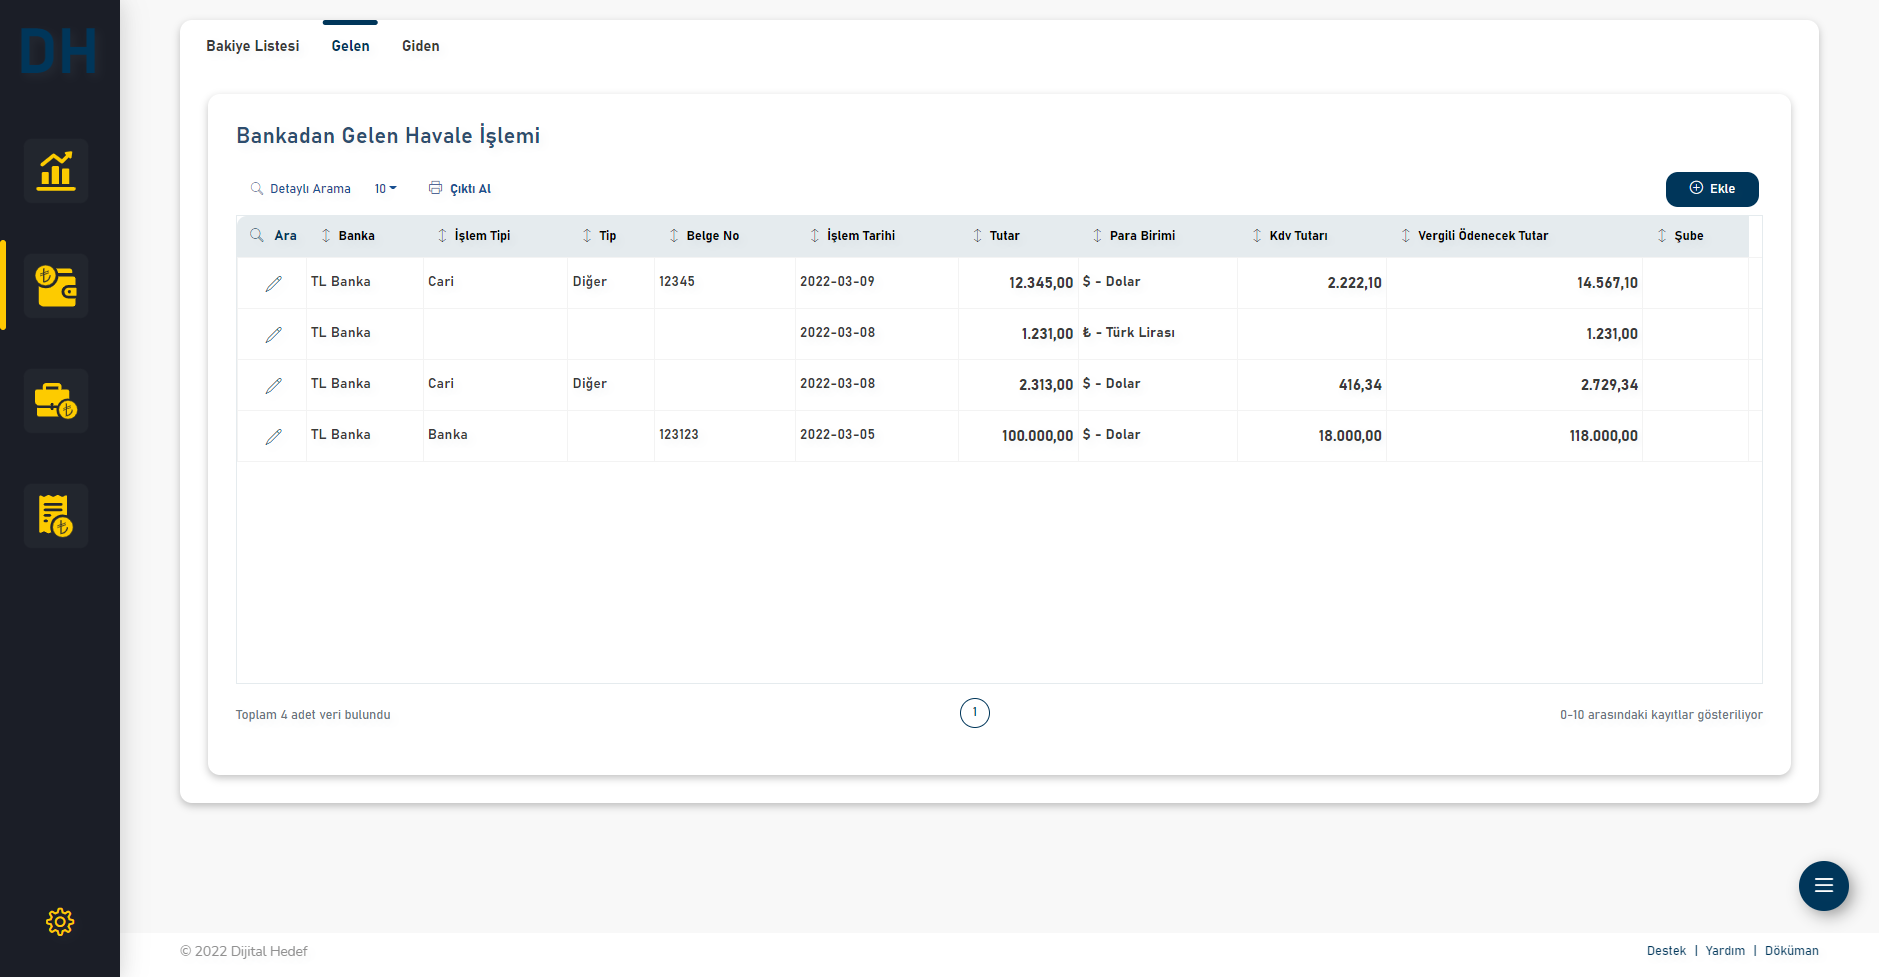 DH
Bakiye Listesi Gelen Giden
Bankadan Gelen Havale İşlemi
Detaylı Arama 10 Çıktı Al Ekle
Ara Banka İşlem Tipi Tip Belge No İşlem Tarihi Tutar Para Birimi Kdv Tutarı Vergili Ödenecek Tutar Şube
TL Banka Cari Diğer 12345 2022-03-09 12.345,00 $ - Dolar 2.222,10 14.567,10
TL Banka 2022-03-08 1.231,00 ₺ - Türk Lirası 1.231,00
TL Banka Cari Diğer 2022-03-08 2.313,00 $ - Dolar 416,34 2.729,34
TL Banka Banka 123123 2022-03-05 100.000,00 $ - Dolar 18.000,00 118.000,00
Toplam 4 adet veri bulundu 1 0-10 arasındaki kayıtlar gösteriliyor
© 2022 Dijital Hedef Destek | Yardım | Döküman